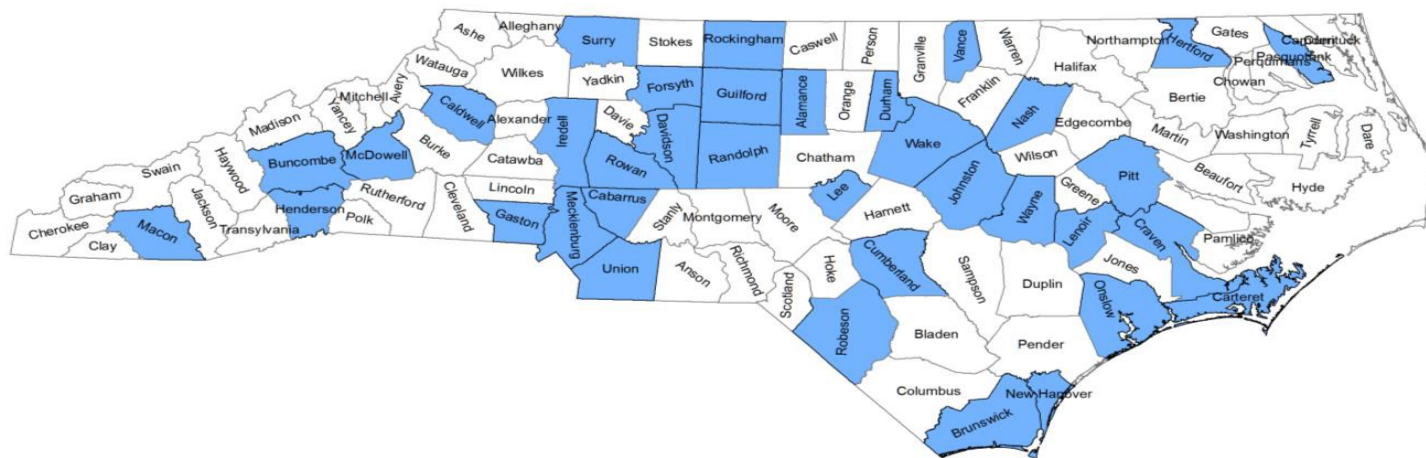 Ashe
Alleghany
Surry
Stokes
Rockingham
Caswell
Person
Granville
Vance
Warren
Northampton
Hertford
Gates
Camden
Currituck
Pasquotank
Perquimans
Chowan
Halifax
Bertie
Watauga
Wilkes
Yadkin
Forsyth
Guilford
Alamance
Orange
Durham
Franklin
Nash
Edgecombe
Martin
Washington
Tyrrell
Dare
Avery
Mitchell
Yancey
Madison
Caldwell
Alexander
Iredell
Davie
Davidson
Randolph
Chatham
Wake
Wilson
Pitt
Beaufort
Hyde
Swain
Haywood
Buncombe
McDowell
Burke
Catawba
Rowan
Lee
Johnston
Wayne
Greene
Graham
Jackson
Henderson
Rutherford
Cleveland
Lincoln
Cabarrus
Stanly
Montgomery
Moore
Harnett
Lenoir
Craven
Pamlico
Cherokee
Clay
Macon
Transylvania
Polk
Gaston
Mecklenburg
Union
Anson
Richmond
Scotland
Hoke
Cumberland
Sampson
Duplin
Jones
Onslow
Carteret
Robeson
Bladen
Pender
Columbus
Brunswick
New Hanover